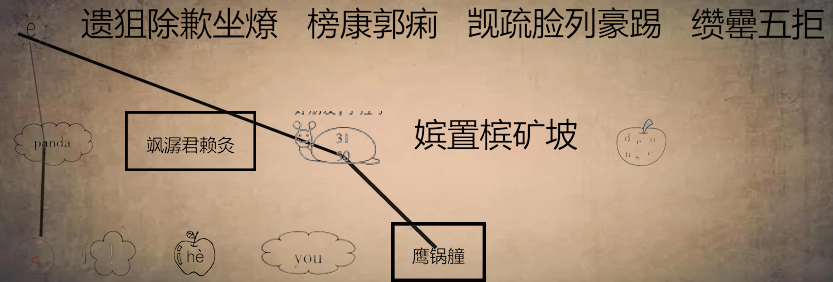 遗狙除歉坐燎 榜康郭痢 觊疏脸列豪踢 缵罍五拒
e
panda
飒潺君赖灸
31
50
嫔置槟矿坡
d e o
n s e
hè
you
鹰锅艟